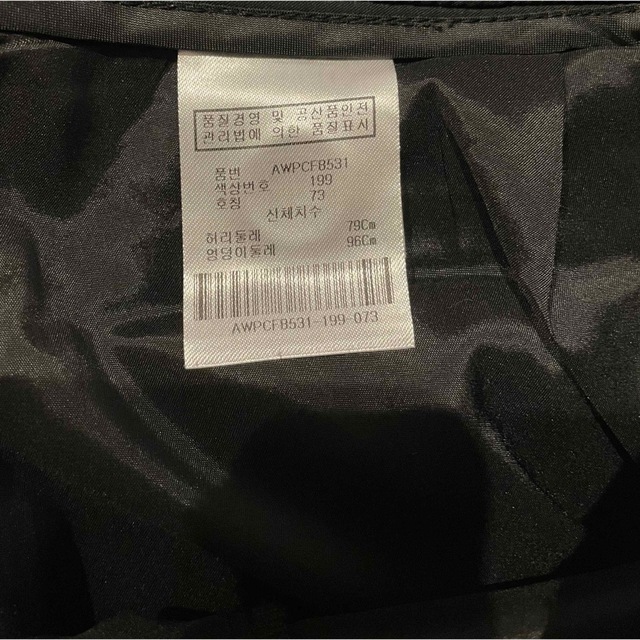 품질경영 및 공산품안전
관리법에 의한 품질표시
품번 AWPCFB531
색상번호 199
호칭 73
신체치수
허리둘레 79Cm
엉덩이둘레 96Cm
AWPCFB531-199-073